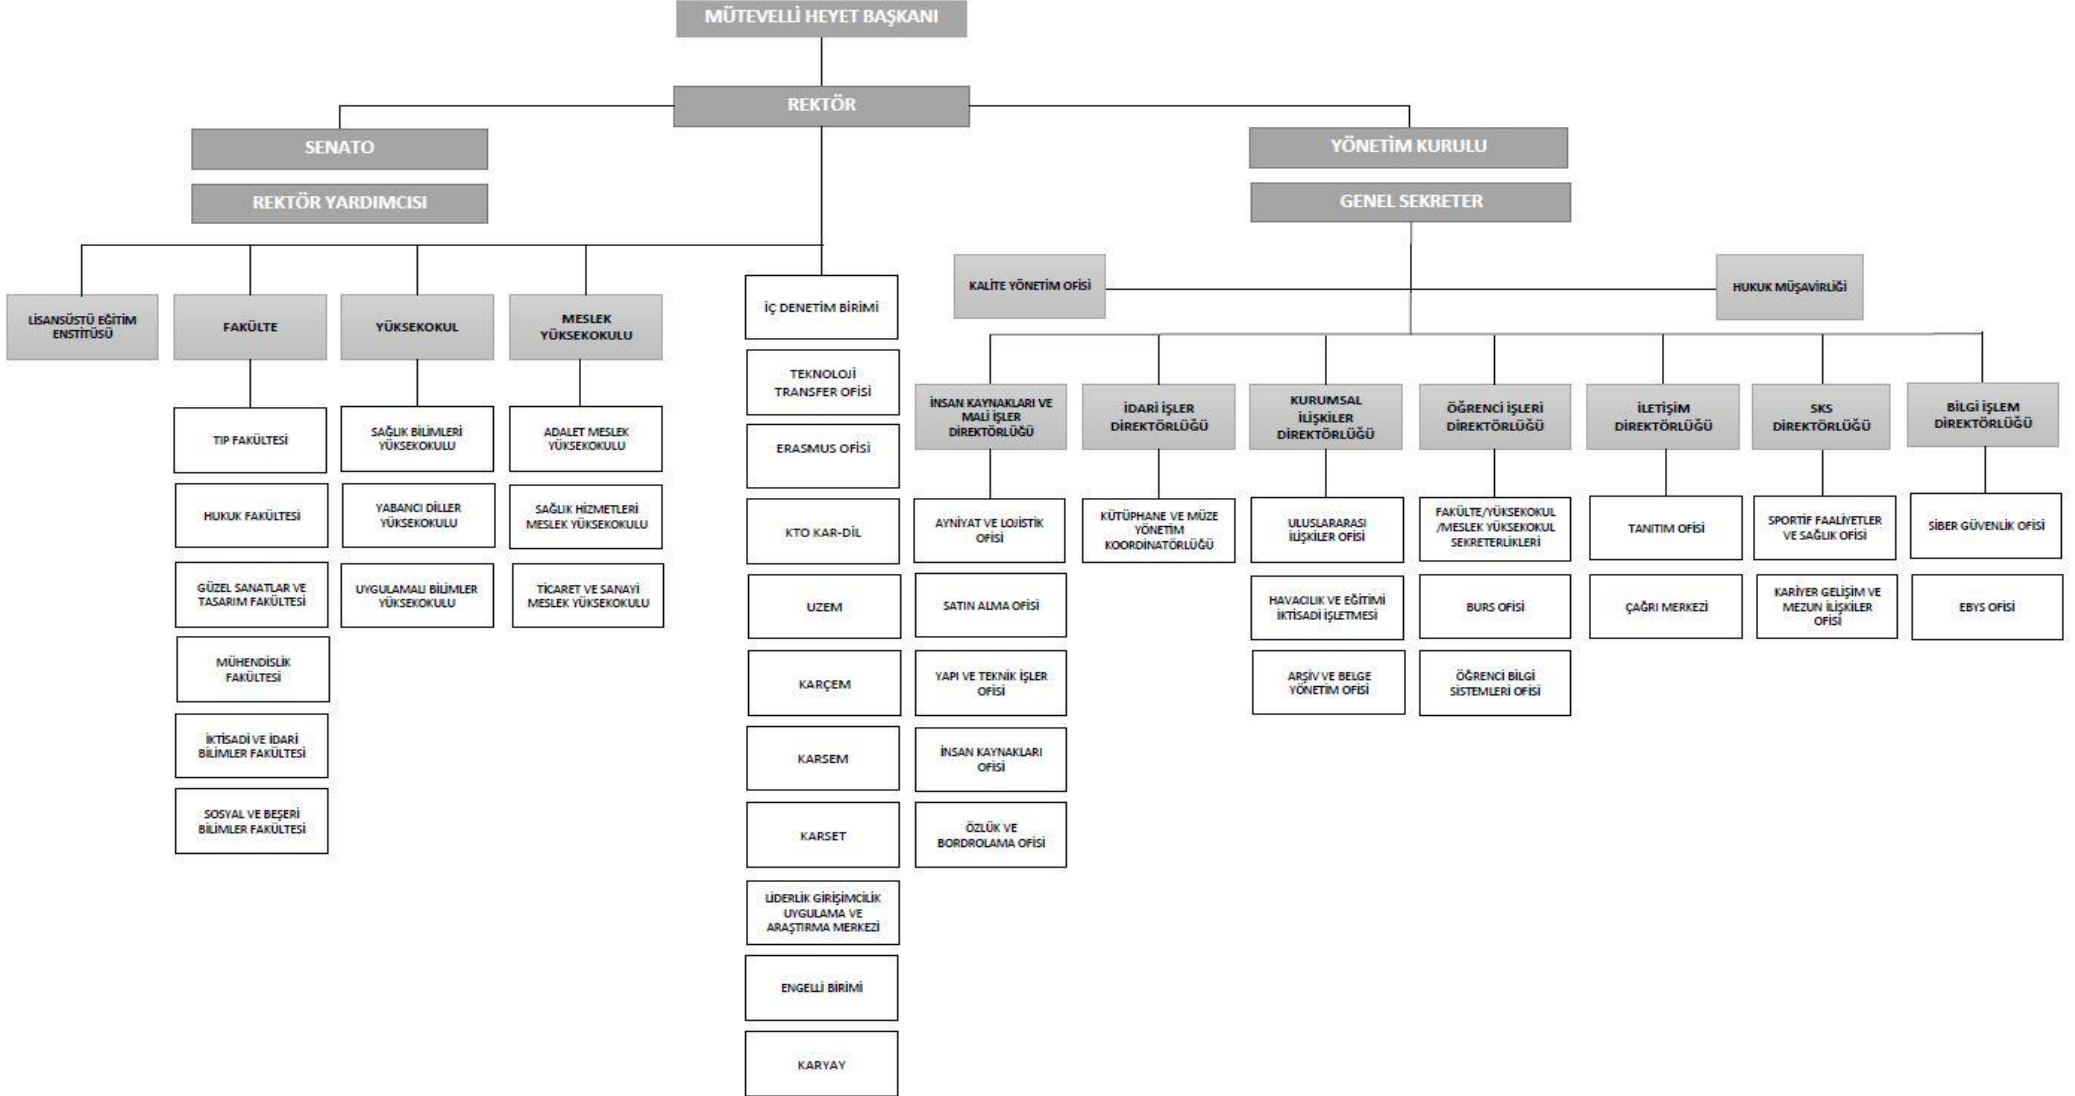 MÜTEVELLİ HEYET BAŞKANI
REKTÖR
SENATO
YÖNETİM KURULU
REKTÖR YARDIMCISI
GENEL SEKRETER
KALİTE YÖNETİM OFİSİ
HUKUK MÜŞAVİRLİĞİ
LİSANSÜSTÜ EĞİTİM
ENSTİTÜSÜ
FAKÜLTE
YÜKSEKOKUL
MESLEK
YÜKSEKOKULU
TIP FAKÜLTESİ
HUKUK FAKÜLTESİ
GÜZEL SANATLAR VE
TASARIM FAKÜLTESİ
MÜHENDİSLİK
FAKÜLTESİ
İKTİSADİ VE İDARİ
BİLİMLER FAKÜLTESİ
SOSYAL VE BEŞERİ
BİLİMLER FAKÜLTESİ
SAĞLIK BİLİMLERİ
YÜKSEKOKULU
YABANCI DİLLER
YÜKSEKOKULU
UYGULAMALI BİLİMLER
YÜKSEKOKULU
ADALET MESLEK
YÜKSEKOKULU
SAĞLIK HİZMETLERİ
MESLEK YÜKSEKOKULU
TİCARET VE SANAYİ
MESLEK YÜKSEKOKULU
İÇ DENETİM BİRİMİ
TEKNOLOJİ
TRANSFER OFİSİ
ERASMUS OFİSİ
KTO KAR-DİL
UZEM
KARÇEM
KARSEM
KARSET
LİDERLİK GİRİŞİMCİLİK
UYGULAMA VE
ARAŞTIRMA MERKEZİ
ENGELLİ BİRİMİ
KARYAY
İNSAN KAYNAKLARI VE
MALİ İŞLER
DİREKTÖRLÜĞÜ
AYNİYAT VE LOJİSTİK
OFİSİ
SATIN ALMA OFİSİ
YAPI VE TEKNİK İŞLER
OFİSİ
İNSAN KAYNAKLARI
OFİSİ
ÖZLÜK VE
BORDROLAMA OFİSİ
İDARİ İŞLER
DİREKTÖRLÜĞÜ
KÜTÜPHANE VE MÜZE
YÖNETİM
KOORDİNATÖRLÜĞÜ
KURUMSAL
İLİŞKİLER
DİREKTÖRLÜĞÜ
ULUSLARARASI
İLİŞKİLER OFİSİ
HAVACILIK VE EĞİTİMİ
İKTİSADİ İŞLETMESİ
ARŞİV VE BELGE
YÖNETİM OFİSİ
ÖĞRENCİ İŞLERİ
DİREKTÖRLÜĞÜ
FAKÜLTE/YÜKSEKOKUL
/MESLEK YÜKSEKOKUL
SEKRETERLİKLERİ
BURS OFİSİ
ÖĞRENCİ BİLGİ
SİSTEMLERİ OFİSİ
İLETİŞİM
DİREKTÖRLÜĞÜ
TANITIM OFİSİ
ÇAĞRI MERKEZİ
SKS
DİREKTÖRLÜĞÜ
SPORTİF FAALİYETLER
VE SAĞLIK OFİSİ
KARİYER GELİŞİM VE
MEZUN İLİŞKİLER
OFİSİ
BİLGİ İŞLEM
DİREKTÖRLÜĞÜ
SİBER GÜVENLİK OFİSİ
EBYS OFİSİ